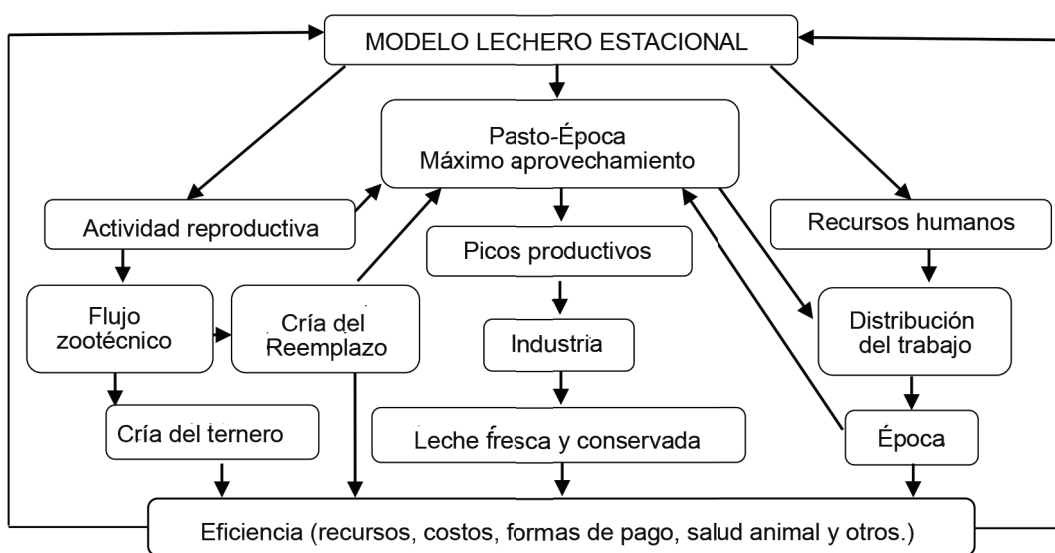 MODELO LECHERO ESTACIONAL
Pasto-Época
Máximo aprovechamiento
Actividad reproductiva
Recursos humanos
Picos productivos
Flujo
zootécnico
Cría del
Reemplazo
Industria
Distribución
del trabajo
Cría del ternero
Leche fresca y conservada
Época
Eficiencia (recursos, costos, formas de pago, salud animal y otros.)